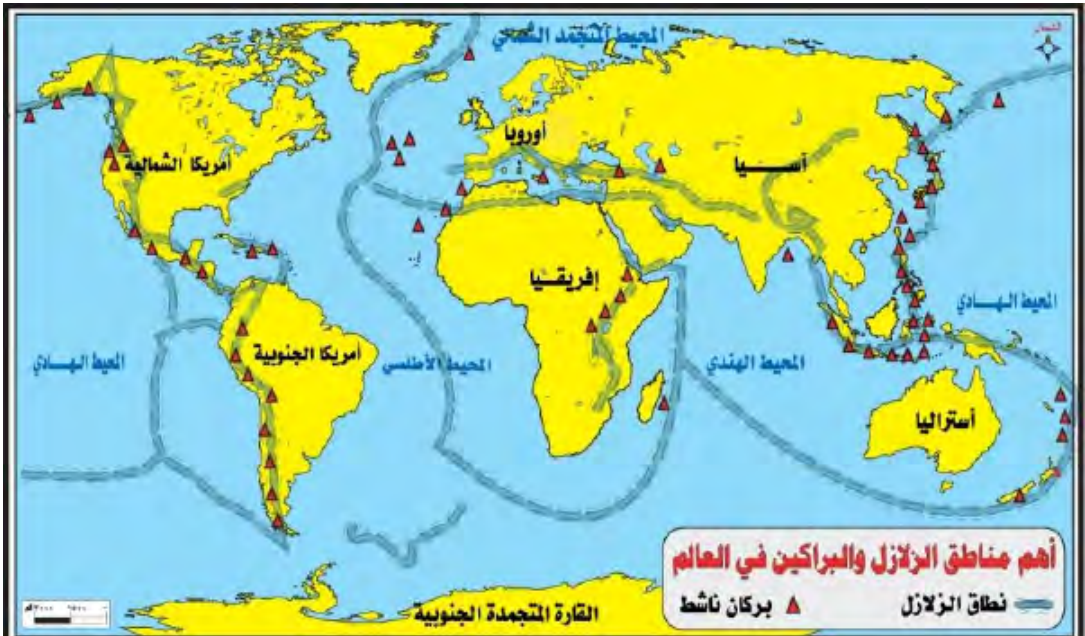 الشمال
المحيط المتجمد الشمالي
أوروبا
آسيا
أمريكا الشمالية
إفريقيا
المحيط الهادي
المحيط الهادي
أمريكا الجنوبية
المحيط الأطلسي
المحيط الهندي
أستراليا
أهم مناطق الزلازل والبراكين في العالم
نطاق الزلازل
بركان ناشط
القارة المتجمدة الجنوبية